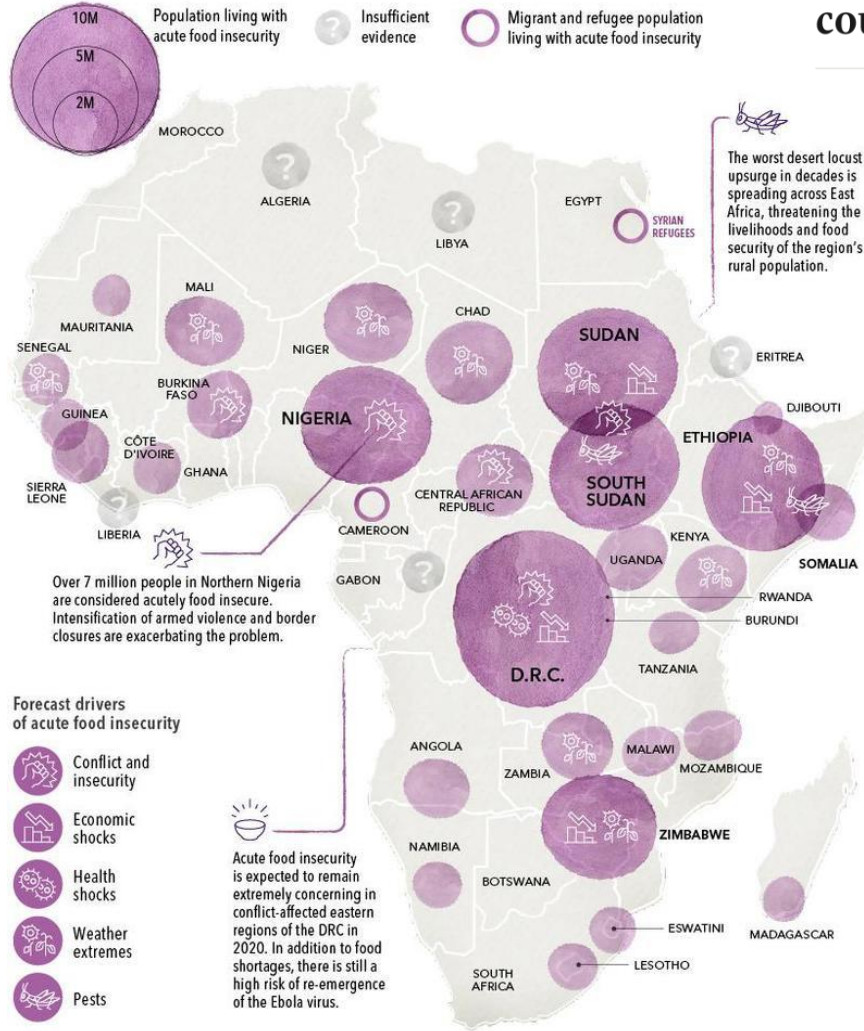 10M
5M
2M
Population living with
acute food insecurity
?
Insufficient
evidence
Migrant and refugee population
living with acute food insecurity
cou
MOROCCO
?
ALGERIA
?
LIBYA
EGYPT
SYRIAN
REFUGEES
The worst desert locust
upsurge in decades is
spreading across East
Africa, threatening the
livelihoods and food
security of the region's
rural population.
MALI
MAURITANIA
SENEGAL
NIGER
CHAD
SUDAN
?
ERITREA
BURKINA
FASO
GUINEA
NIGERIA
DJIBOUTI
ETHIOPIA
CÔTE
D'IVOIRE
GHANA
SIERRA
LEONE
?
LIBERIA
CENTRAL AFRICAN
REPUBLIC
SOUTH
SUDAN
CAMEROON
KENYA
UGANDA
SOMALIA
GABON
?
RWANDA
BURUNDI
Over 7 million people in Northern Nigeria
are considered acutely food insecure.
Intensification of armed violence and border
closures are exacerbating the problem.
D.R.C.
TANZANIA
Forecast drivers
of acute food insecurity
Conflict and
insecurity
Economic
shocks
Health
shocks
Weather
extremes
Pests
ANGOLA
ZAMBIA
MALAWI
MOZAMBIQUE
ZIMBABWE
NAMIBIA
BOTSWANA
Acute food insecurity
is expected to remain
extremely concerning in
conflict-affected eastern
regions of the DRC in
2020. In addition to food
shortages, there is still a
high risk of re-emergence
of the Ebola virus.
ESWATINI
LESOTHO
SOUTH
AFRICA
MADAGASCAR